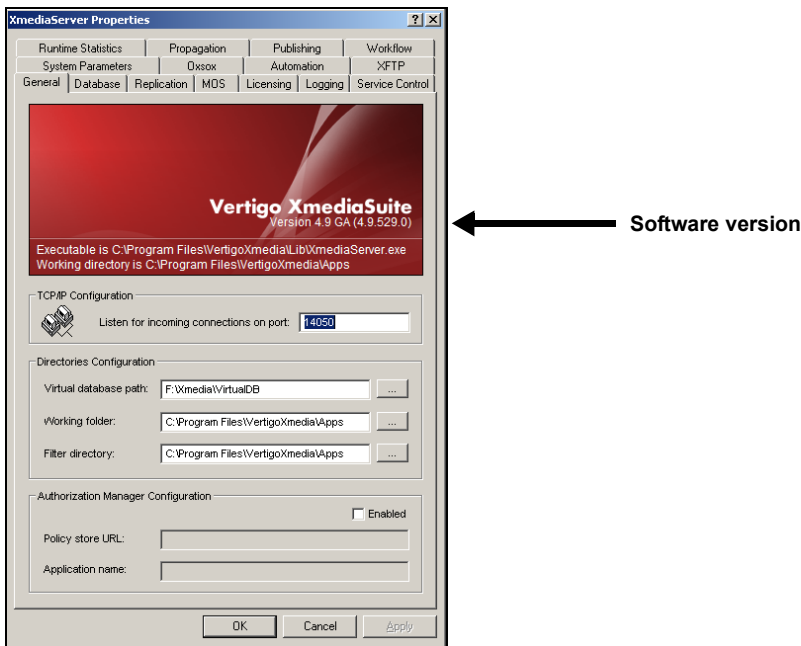 XmediaServer Properties
Runtime Statistics Propagation Publishing Workflow
System Parameters Oxsox Automation XFTP
General Database Replication MOS Licensing Logging Service Control
Vertigo XmediaSuite
Version 4.9 GA (4.9.529.0)
Software version
Executable is C:\Program Files\VertigoXmedia\Lib\XmediaServer.exe
Working directory is C:\Program Files\VertigoXmedia\Apps
TCP/IP Configuration
Listen for incoming connections on port: 14050
Directories Configuration
Virtual database path: F:\Xmedia\VirtualDB ...
Working folder: C:\Program Files\VertigoXmedia\Apps ...
Filter directory: C:\Program Files\VertigoXmedia\Apps ...
Authorization Manager Configuration
Enabled
Policy store URL:
Application name:
OK Cancel Apply